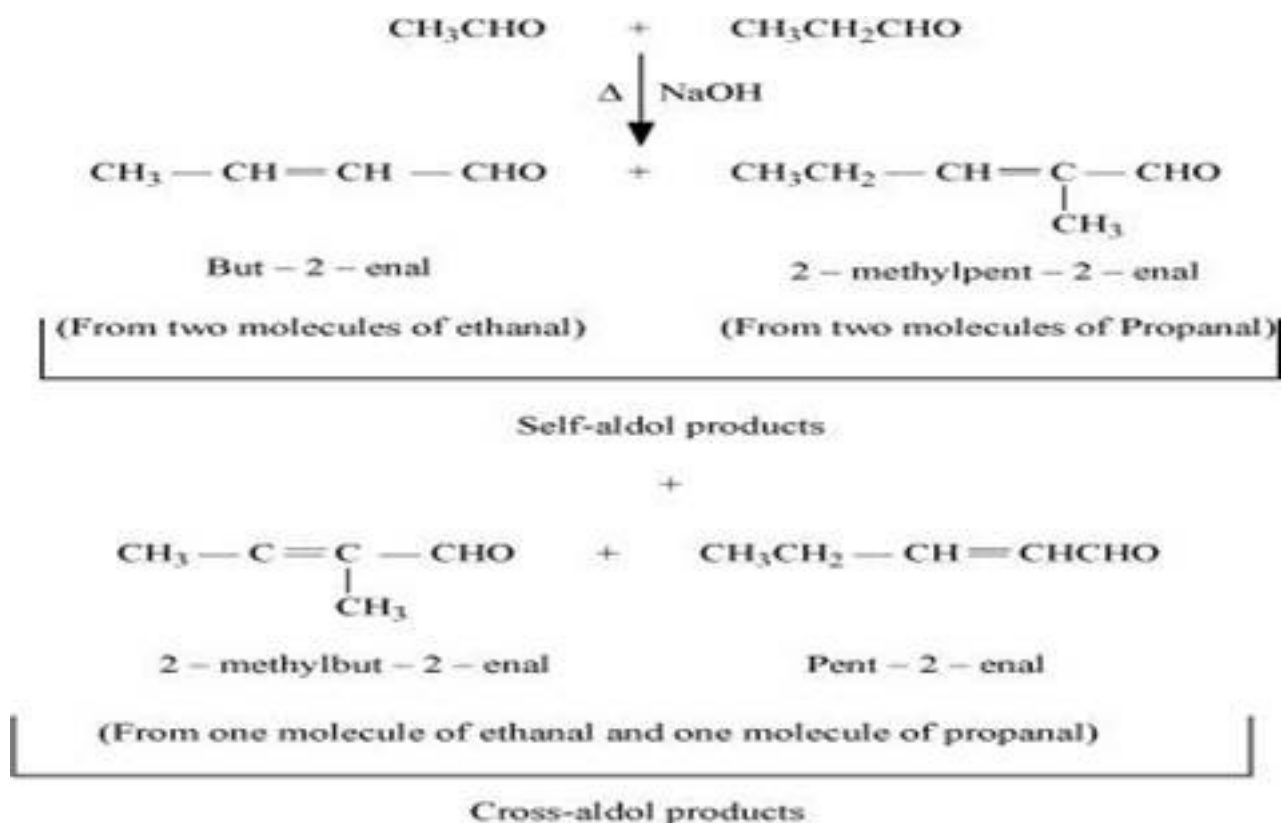 CH₃CHO + CH₃CH₂CHO
Δ NaOH
CH₃ — CH = CH — CHO + CH₃CH₂ — CH = C — CHO
CH₃
But – 2 – enal 2 – methylpent – 2 – enal
(From two molecules of ethanal) (From two molecules of Propanal)
Self-aldol products
+
CH₃ — C = C — CHO + CH₃CH₂ — CH = CHCHO
CH₃
2 – methylbut – 2 – enal Pent – 2 – enal
(From one molecule of ethanal and one molecule of propanal)
Cross-aldol products